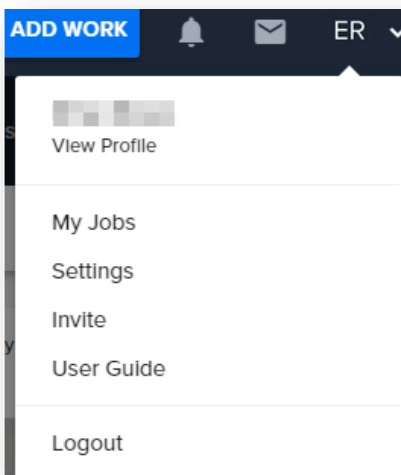 ADD WORK ER
View Profile
My Jobs
Settings
Invite
User Guide
Logout